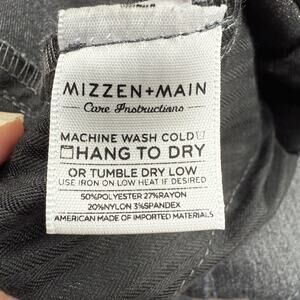 MIZZEN+MAIN
Care Instructions
MACHINE WASH COLD
HANG TO DRY
OR TUMBLE DRY LOW
USE IRON ON LOW HEAT IF DESIRED
50%POLYESTER 27%RAYON
20%NYLON 3%SPANDEX
AMERICAN MADE OF IMPORTED MATERIALS